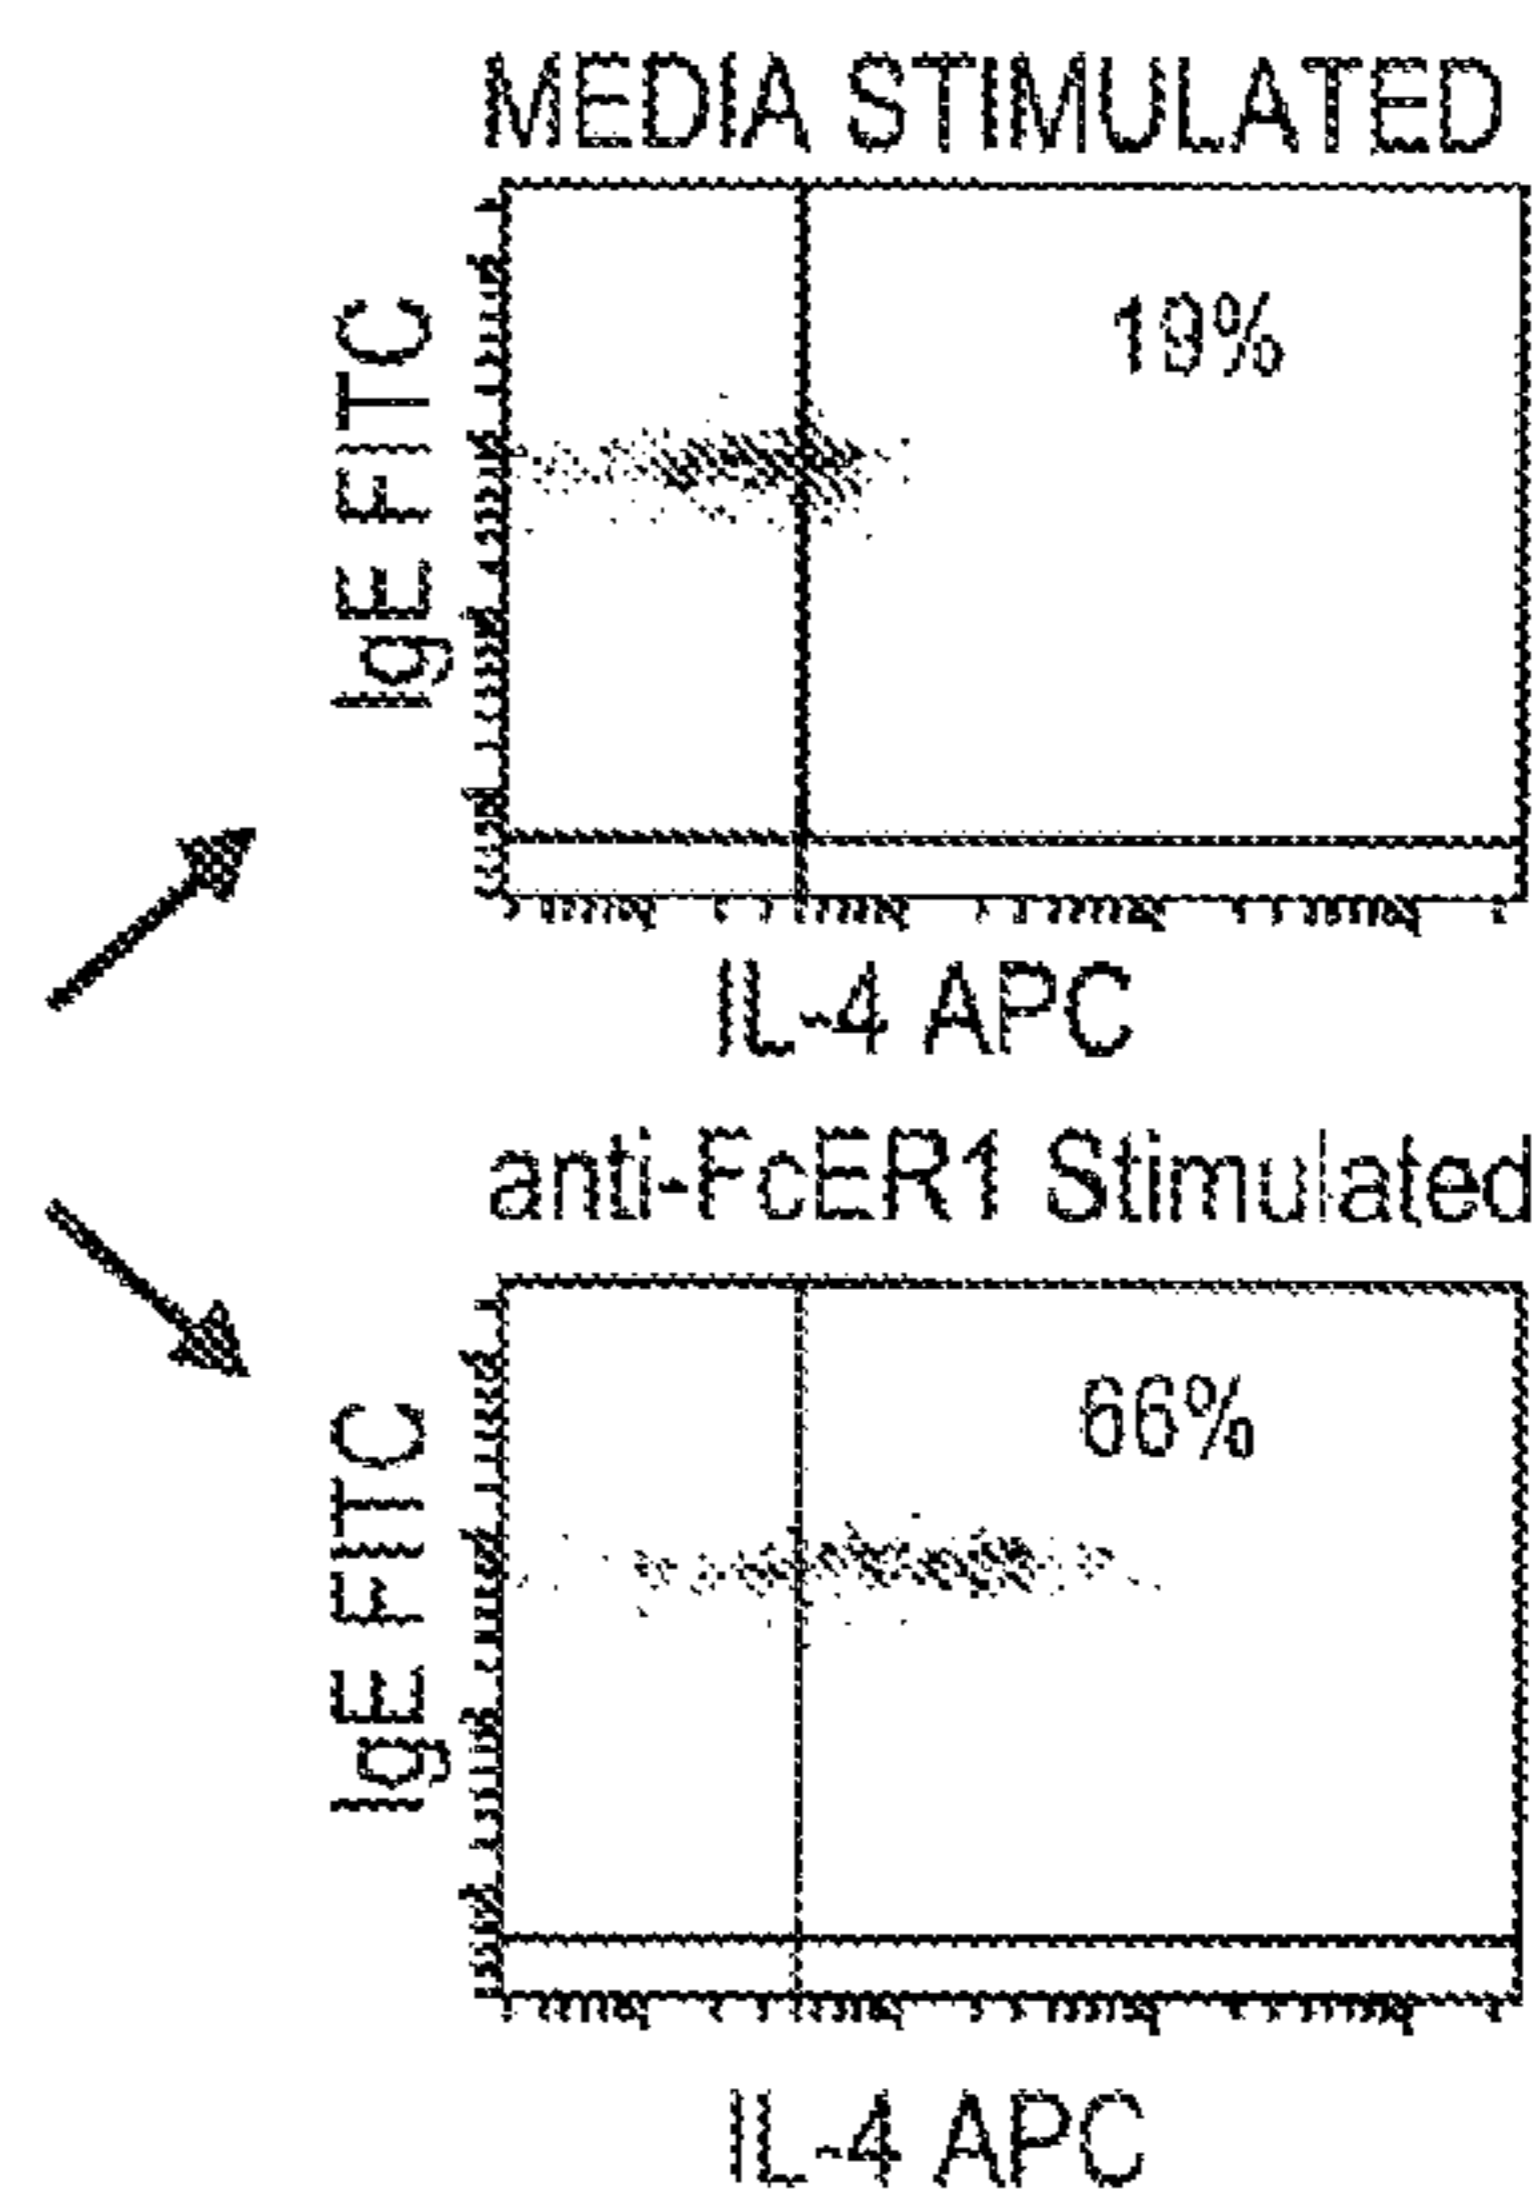 MEDIA STIMULATED
19%
IgE FITC
IL-4 APC
anti-FcER1 Stimulated
66%
IgE FITC
IL-4 APC